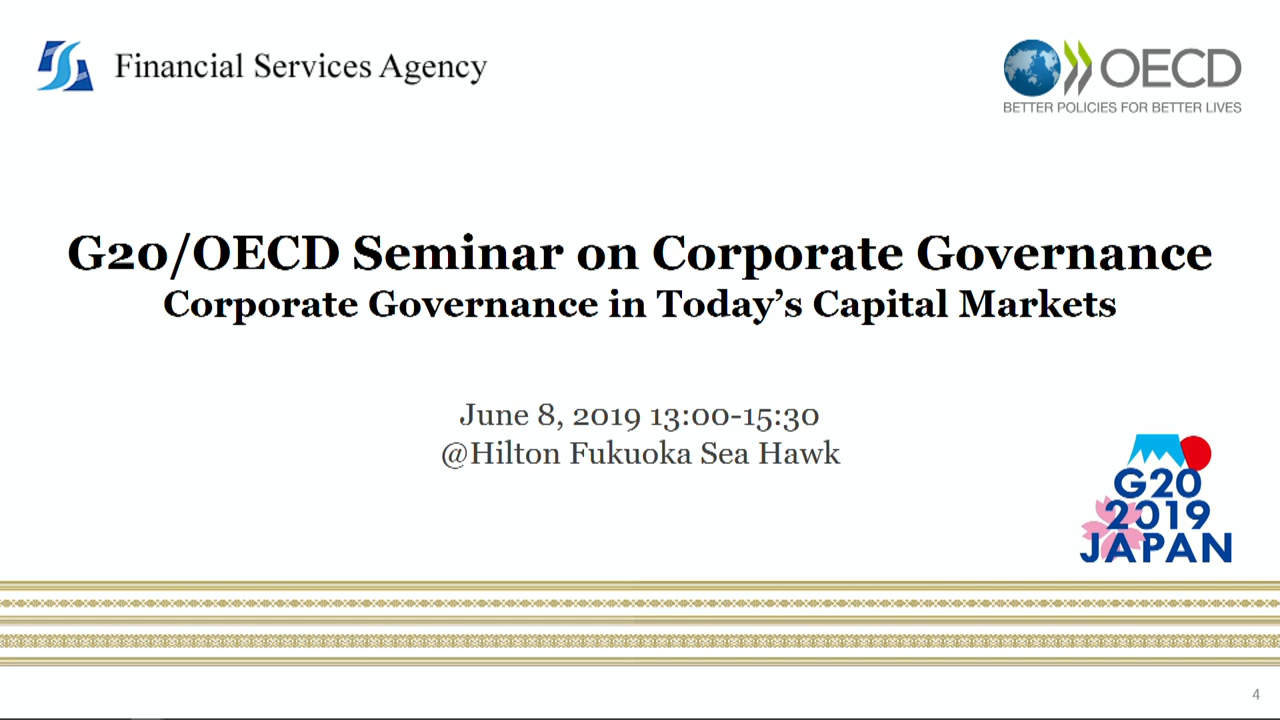 Financial Services Agency
OECD
BETTER POLICIES FOR BETTER LIVES
G20/OECD Seminar on Corporate Governance
Corporate Governance in Today’s Capital Markets
June 8, 2019 13:00-15:30
@Hilton Fukuoka Sea Hawk
G20
2019
JAPAN
4